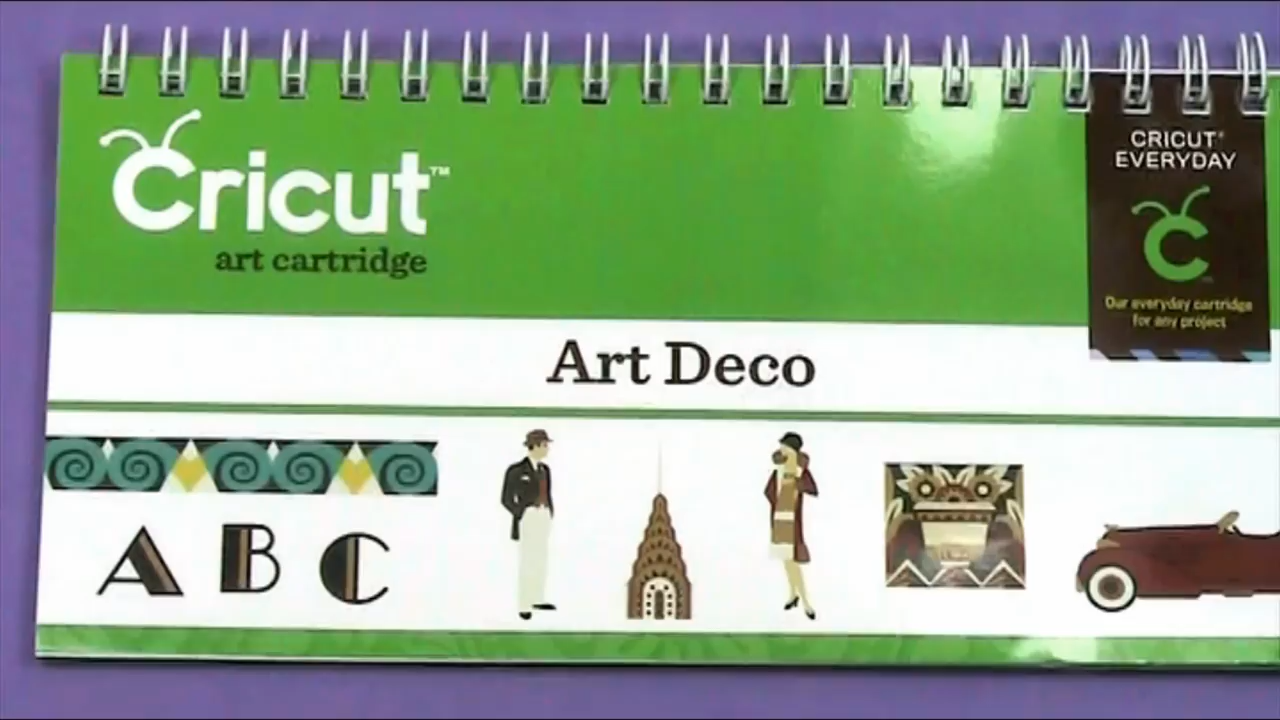 Cricut™
art cartridge
CRICUT®
EVERYDAY
C
Our everyday cartridge
for any project
Art Deco
A B C